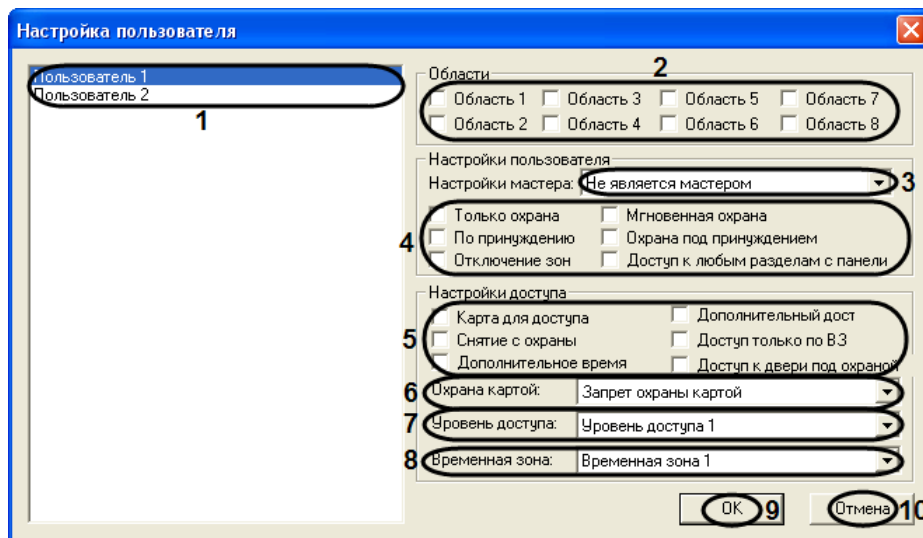 Настройка пользователя
Пользователь 1
Пользователь 2
1
Области
2
Область 1 Область 3 Область 5 Область 7
Область 2 Область 4 Область 6 Область 8
Настройки пользователя
Настройки мастера: Не является мастером 3
Только охрана Мгновенная охрана
4 По принуждению Охрана под принуждением
Отключение зон Доступ к любым разделам с панели
Настройки доступа
Карта для доступа Дополнительный дост
5 Снятие с охраны Доступ только по ВЗ
Дополнительное время Доступ к двери под охраной
6 Охрана картой: Запрет охраны картой
7 Уровень доступа: Уровень доступа 1
8 Временная зона: Временная зона 1
OK 9 Отмена 10